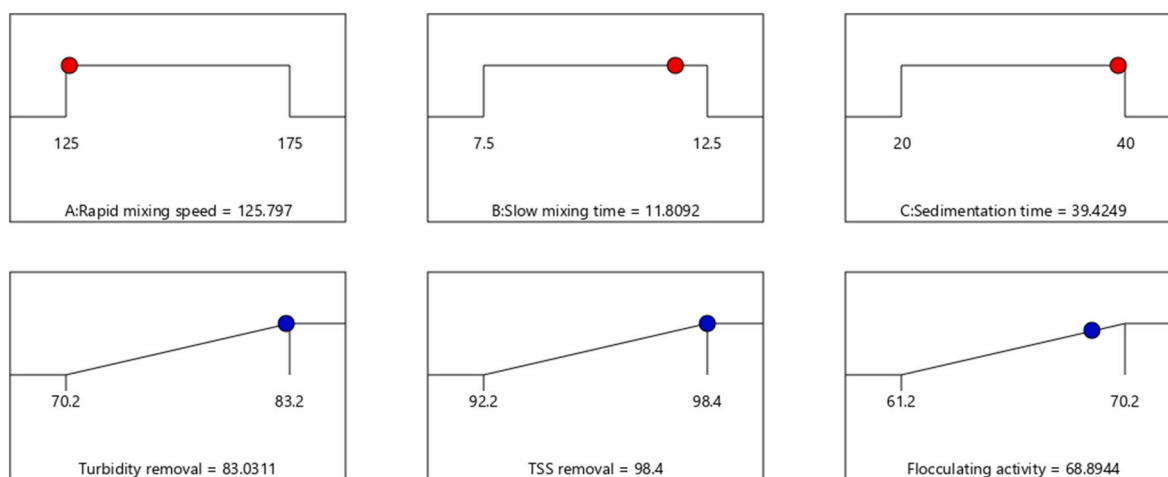 125 175
A:Rapid mixing speed = 125.797
7.5 12.5
B:Slow mixing time = 11.8092
20 40
C:Sedimentation time = 39.4249
70.2 83.2
Turbidity removal = 83.0311
92.2 98.4
TSS removal = 98.4
61.2 70.2
Flocculating activity = 68.8944